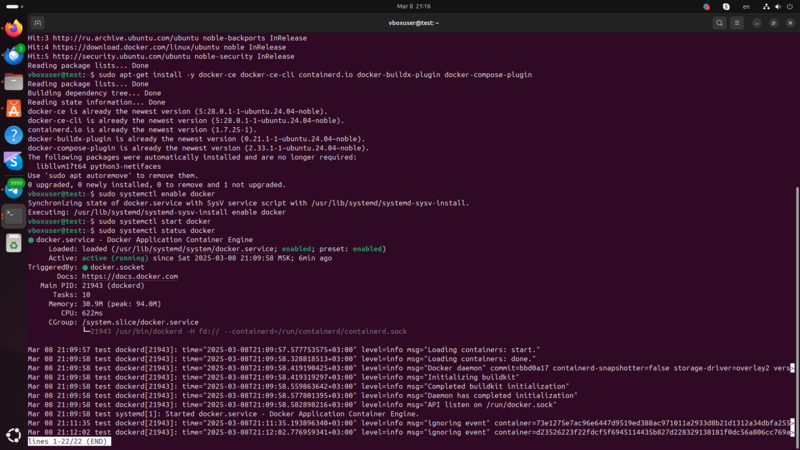 Mar 8 21:16
en
vboxuser@test: ~
Hit:3 http://ru.archive.ubuntu.com/ubuntu noble-backports InRelease
Hit:4 https://download.docker.com/linux/ubuntu noble InRelease
Hit:5 http://security.ubuntu.com/ubuntu noble-security InRelease
Reading package lists... Done
vboxuser@test:~$ sudo apt-get install -y docker-ce docker-ce-cli containerd.io docker-buildx-plugin docker-compose-plugin
Reading package lists... Done
Building dependency tree... Done
Reading state information... Done
docker-ce is already the newest version (5:28.0.1-1~ubuntu.24.04~noble).
docker-ce-cli is already the newest version (5:28.0.1-1~ubuntu.24.04~noble).
containerd.io is already the newest version (1.7.25-1).
docker-buildx-plugin is already the newest version (0.21.1-1~ubuntu.24.04~noble).
docker-compose-plugin is already the newest version (2.33.1-1~ubuntu.24.04~noble).
The following packages were automatically installed and are no longer required:
libllvm17t64 python3-netifaces
Use 'sudo apt autoremove' to remove them.
0 upgraded, 0 newly installed, 0 to remove and 1 not upgraded.
vboxuser@test:~$ sudo systemctl enable docker
Synchronizing state of docker.service with SysV service script with /usr/lib/systemd/systemd-sysv-install.
Executing: /usr/lib/systemd/systemd-sysv-install enable docker
vboxuser@test:~$ sudo systemctl start docker
vboxuser@test:~$ sudo systemctl status docker
● docker.service - Docker Application Container Engine
Loaded: loaded (/usr/lib/systemd/system/docker.service; enabled; preset: enabled)
Active: active (running) since Sat 2025-03-08 21:09:58 MSK; 6min ago
TriggeredBy: ● docker.socket
Docs: https://docs.docker.com
Main PID: 21943 (dockerd)
Tasks: 10
Memory: 30.9M (peak: 94.0M)
CPU: 622ms
CGroup: /system.slice/docker.service
└─21943 /usr/bin/dockerd -H fd:// --containerd=/run/containerd/containerd.sock
Mar 08 21:09:57 test dockerd[21943]: time="2025-03-08T21:09:57.577753575+03:00" level=info msg="Loading containers: start."
Mar 08 21:09:58 test dockerd[21943]: time="2025-03-08T21:09:58.328818513+03:00" level=info msg="Loading containers: done."
Mar 08 21:09:58 test dockerd[21943]: time="2025-03-08T21:09:58.419190425+03:00" level=info msg="Docker daemon" commit=bbd0a17 containerd-snapshotter=false storage-driver=overlay2 vers>
Mar 08 21:09:58 test dockerd[21943]: time="2025-03-08T21:09:58.419319297+03:00" level=info msg="Initializing buildkit"
Mar 08 21:09:58 test dockerd[21943]: time="2025-03-08T21:09:58.559863642+03:00" level=info msg="Completed buildkit initialization"
Mar 08 21:09:58 test dockerd[21943]: time="2025-03-08T21:09:58.577801395+03:00" level=info msg="Daemon has completed initialization"
Mar 08 21:09:58 test dockerd[21943]: time="2025-03-08T21:09:58.582898216+03:00" level=info msg="API listen on /run/docker.sock"
Mar 08 21:09:58 test systemd[1]: Started docker.service - Docker Application Container Engine.
Mar 08 21:11:35 test dockerd[21943]: time="2025-03-08T21:11:35.193896340+03:00" level=info msg="ignoring event" container=73e1275e7ac96e6447d9519ed388ac971011a2933d8b21d1312a34dbfa255>
Mar 08 21:12:02 test dockerd[21943]: time="2025-03-08T21:12:02.776959341+03:00" level=info msg="ignoring event" container=d23526223f22fdcf5f6945114435b827d228329138181f0dc56a806cc769a>
lines 1-22/22 (END)